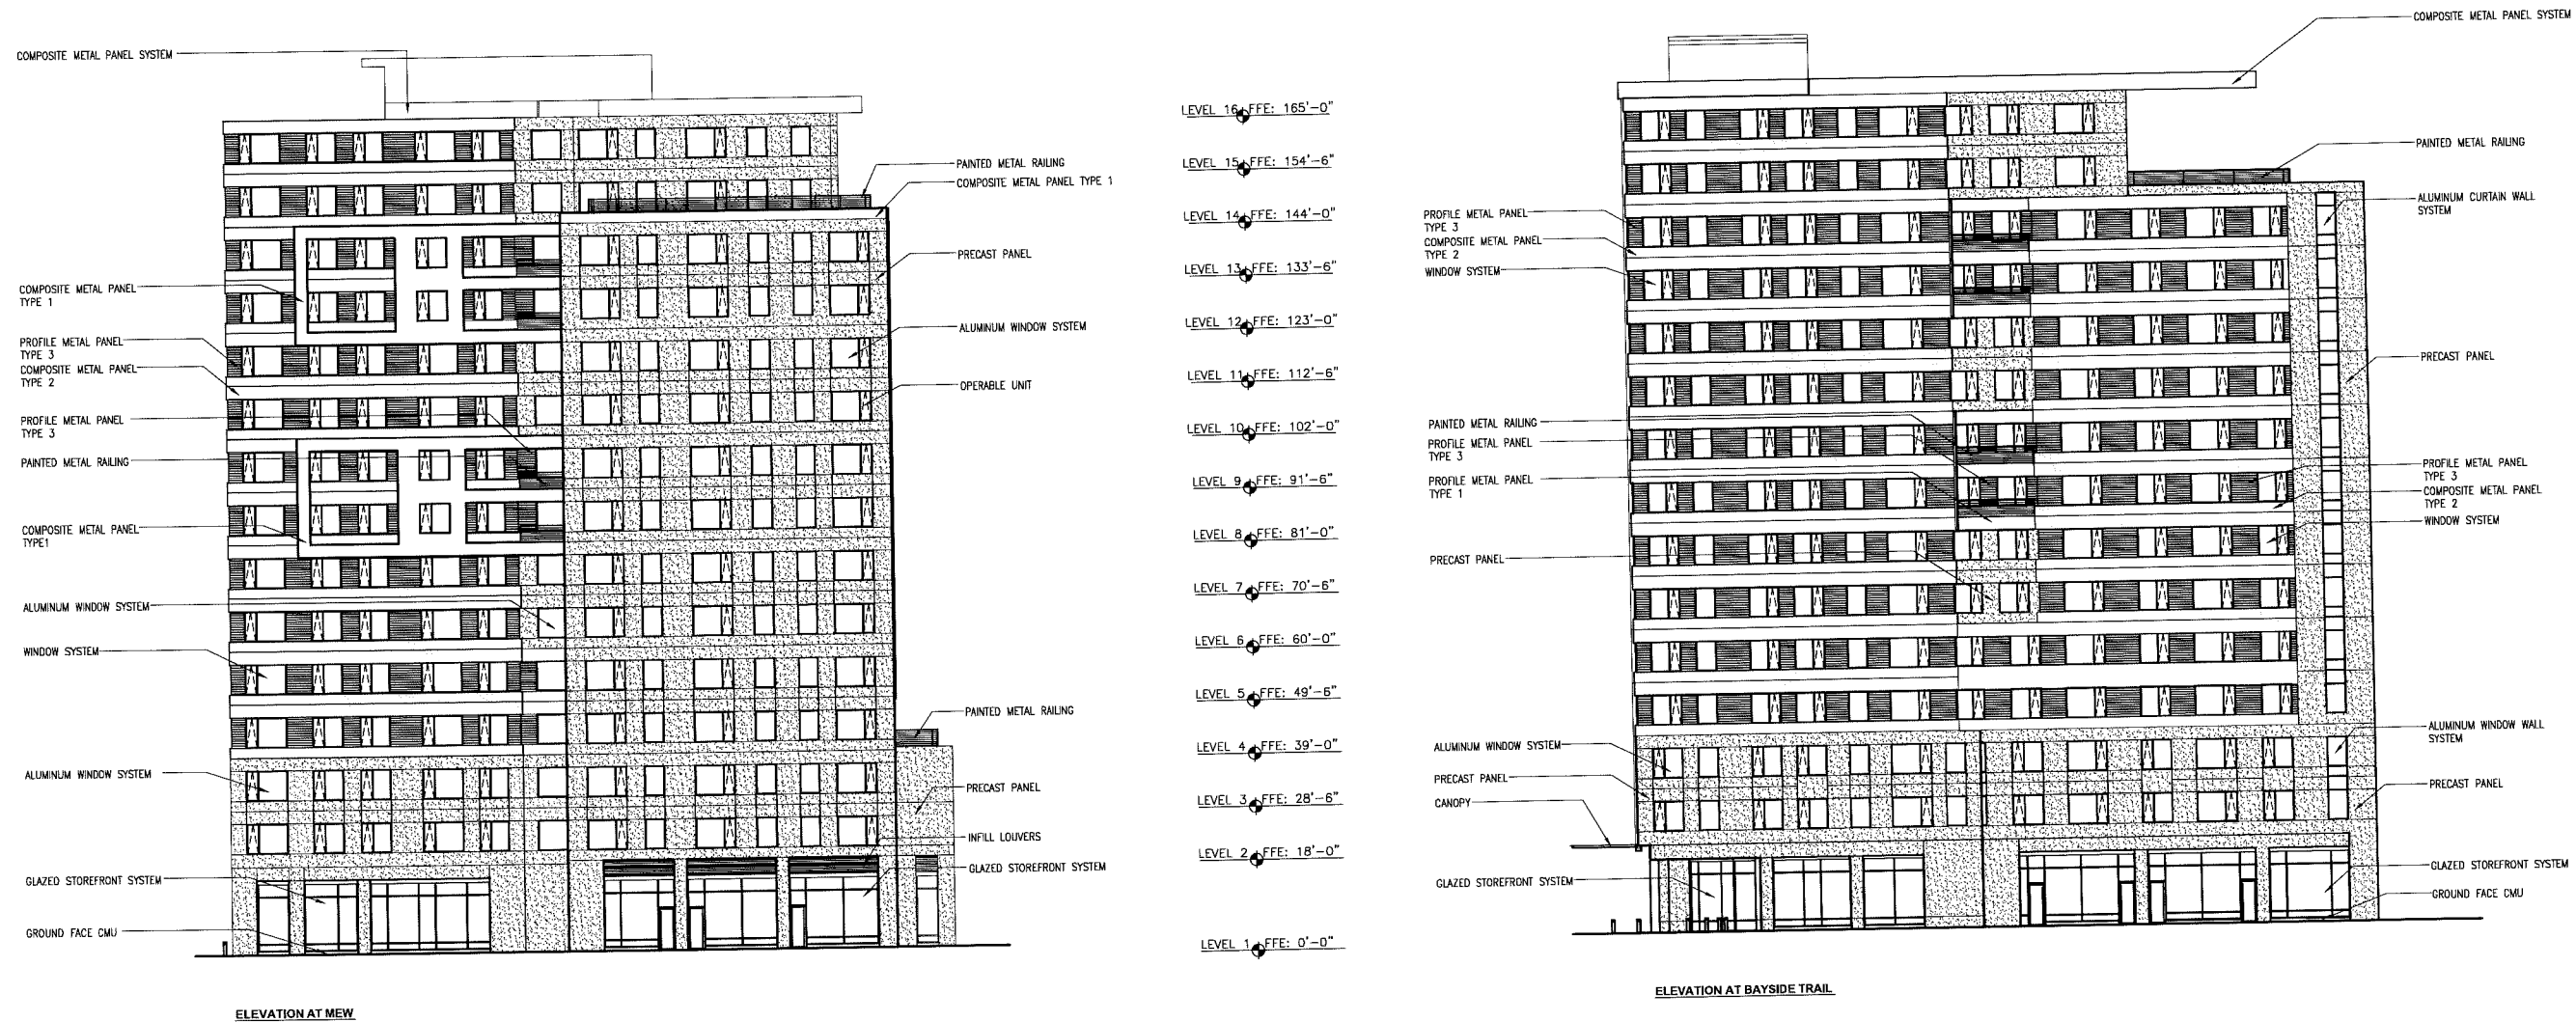 COMPOSITE METAL PANEL SYSTEM
PAINTED METAL RAILING
COMPOSITE METAL PANEL TYPE 1
PRECAST PANEL
COMPOSITE METAL PANEL
TYPE 1
ALUMINUM WINDOW SYSTEM
PROFILE METAL PANEL
TYPE 3
COMPOSITE METAL PANEL
TYPE 2
OPERABLE UNIT
PROFILE METAL PANEL
TYPE 3
PAINTED METAL RAILING
COMPOSITE METAL PANEL
TYPE1
ALUMINUM WINDOW SYSTEM
WINDOW SYSTEM
PAINTED METAL RAILING
ALUMINUM WINDOW SYSTEM
PRECAST PANEL
INFILL LOUVERS
GLAZED STOREFRONT SYSTEM
GLAZED STOREFRONT SYSTEM
GROUND FACE CMU
ELEVATION AT MEW
LEVEL 16 FFE: 165'-0"
LEVEL 15 FFE: 154'-6"
LEVEL 14 FFE: 144'-0"
LEVEL 13 FFE: 133'-6"
LEVEL 12 FFE: 123'-0"
LEVEL 11 FFE: 112'-6"
LEVEL 10 FFE: 102'-0"
LEVEL 9 FFE: 91'-6"
LEVEL 8 FFE: 81'-0"
LEVEL 7 FFE: 70'-6"
LEVEL 6 FFE: 60'-0"
LEVEL 5 FFE: 49'-6"
LEVEL 4 FFE: 39'-0"
LEVEL 3 FFE: 28'-6"
LEVEL 2 FFE: 18'-0"
LEVEL 1 FFE: 0'-0"
COMPOSITE METAL PANEL SYSTEM
PAINTED METAL RAILING
ALUMINUM CURTAIN WALL
SYSTEM
PROFILE METAL PANEL
TYPE 3
COMPOSITE METAL PANEL
TYPE 2
WINDOW SYSTEM
PRECAST PANEL
PAINTED METAL RAILING
PROFILE METAL PANEL
TYPE 3
PROFILE METAL PANEL
TYPE 1
PROFILE METAL PANEL
TYPE 3
COMPOSITE METAL PANEL
TYPE 2
WINDOW SYSTEM
PRECAST PANEL
ALUMINUM WINDOW WALL
SYSTEM
ALUMINUM WINDOW SYSTEM
PRECAST PANEL
CANOPY
PRECAST PANEL
GLAZED STOREFRONT SYSTEM
GLAZED STOREFRONT SYSTEM
GROUND FACE CMU
ELEVATION AT BAYSIDE TRAIL